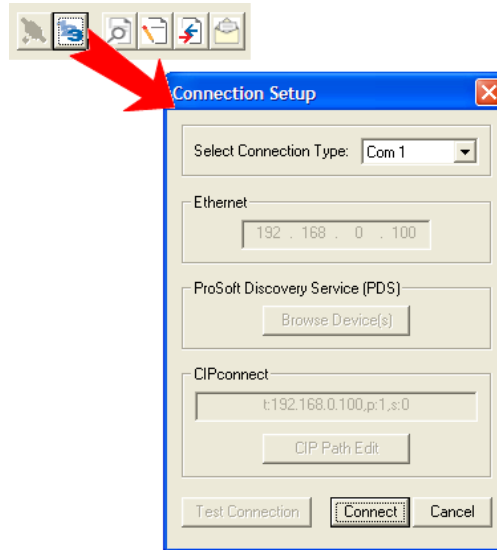 Connection Setup
Select Connection Type: Com 1
Ethernet
192 . 168 . 0 . 100
ProSoft Discovery Service (PDS)
Browse Device(s)
CIPconnect
t:192.168.0.100,p:1,s:0
CIP Path Edit
Test Connection Connect Cancel